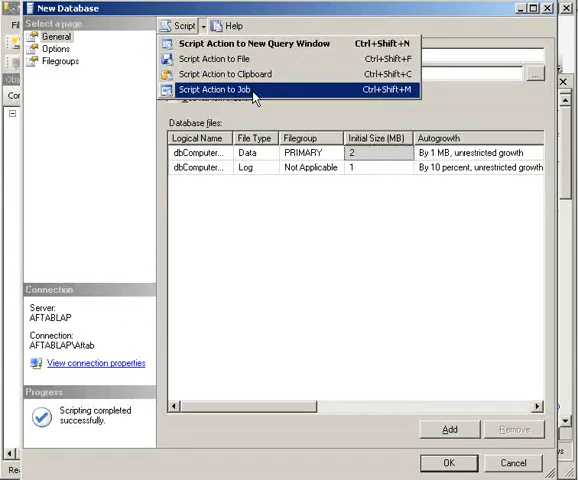 New Database
Select a page
General
Options
Filegroups
Script
Help
Script Action to New Query Window Ctrl+Shift+N
Script Action to File Ctrl+Shift+F
Script Action to Clipboard Ctrl+Shift+C
Script Action to Job Ctrl+Shift+M
...
Database files:
Logical Name File Type Filegroup Initial Size (MB) Autogrowth
dbComputer... Data PRIMARY 2 By 1 MB, unrestricted growth
dbComputer... Log Not Applicable 1 By 10 percent, unrestricted growth
Connection
Server:
AFTABLAP
Connection:
AFTABLAP\Aftab
View connection properties
Progress
Scripting completed
successfully.
Add
Remove
OK
Cancel